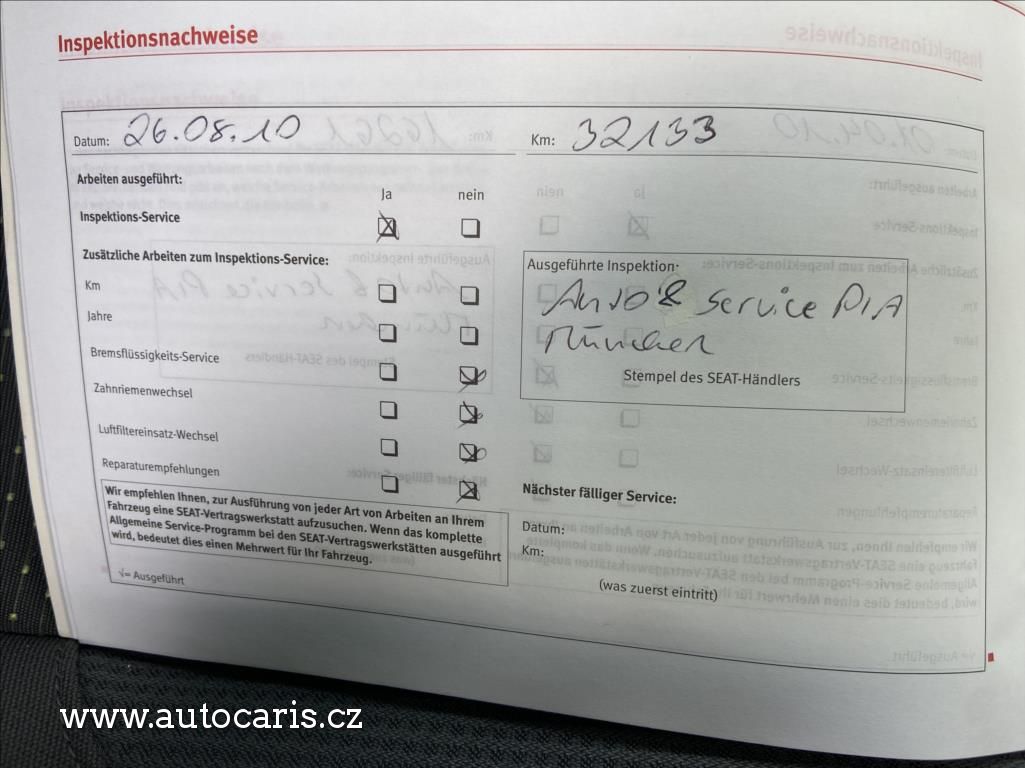 Inspektionsnachweise
Datum: 26.08.10
Km: 32133
Arbeiten ausgeführt:
Ja nein
Inspektions-Service
Zusätzliche Arbeiten zum Inspektions-Service:
Km
Jahre
Bremsflüssigkeits-Service
Zahnriemenwechsel
Luftfiltereinsatz-Wechsel
Reparaturempfehlungen
Wir empfehlen Ihnen, zur Ausführung von jeder Art von Arbeiten an Ihrem
Fahrzeug eine SEAT-Vertragswerkstatt aufzusuchen. Wenn das komplette
Allgemeine Service-Programm bei den SEAT-Vertragswerkstätten ausgeführt
wird, bedeutet dies einen Mehrwert für Ihr Fahrzeug.
√= Ausgeführt
Ausgeführte Inspektion:
Auto & Service PIA
München
Stempel des SEAT-Händlers
Nächster fälliger Service:
Datum:
Km:
(was zuerst eintritt)
www.autocaris.cz